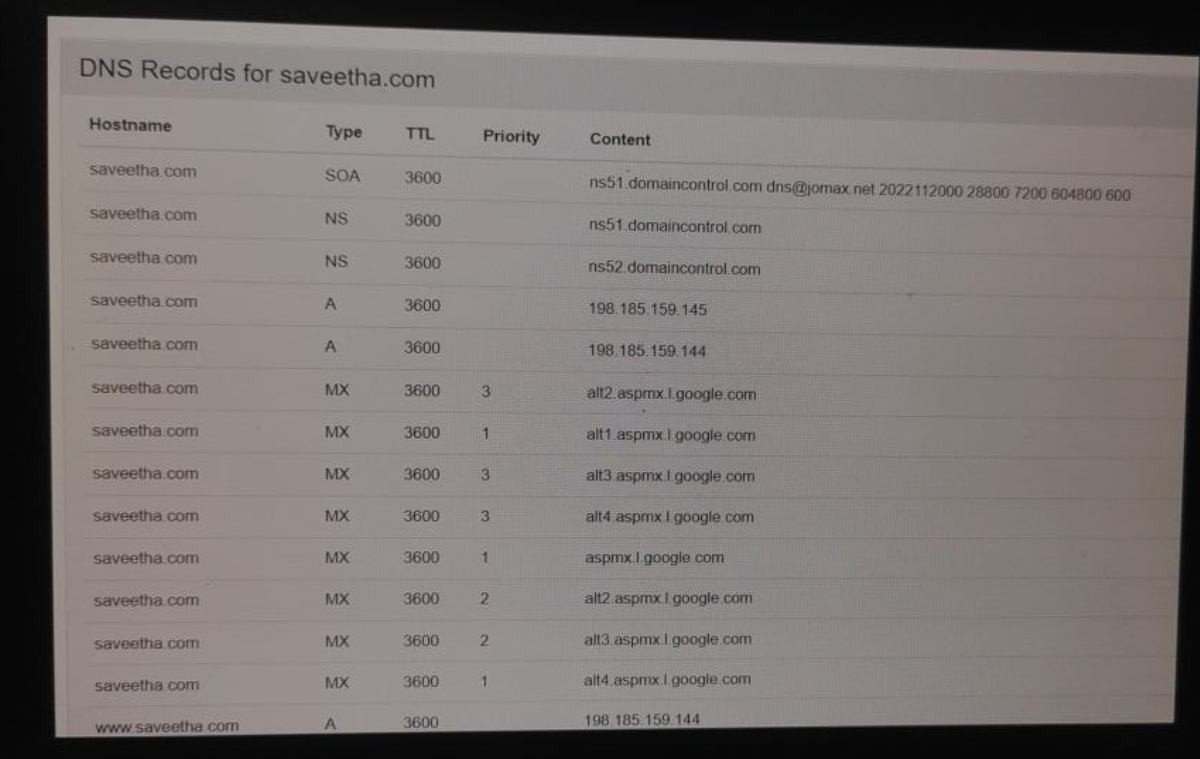 DNS Records for saveetha.com
Hostname Type TTL Priority Content
saveetha.com SOA 3600 ns51.domaincontrol.com dns@jomax.net 2022112000 28800 7200 604800 600
saveetha.com NS 3600 ns51.domaincontrol.com
saveetha.com NS 3600 ns52.domaincontrol.com
saveetha.com A 3600 198.185.159.145
saveetha.com A 3600 198.185.159.144
saveetha.com MX 3600 3 alt2.aspmx.l.google.com
saveetha.com MX 3600 1 alt1.aspmx.l.google.com
saveetha.com MX 3600 3 alt3.aspmx.l.google.com
saveetha.com MX 3600 3 alt4.aspmx.l.google.com
saveetha.com MX 3600 1 aspmx.l.google.com
saveetha.com MX 3600 2 alt2.aspmx.l.google.com
saveetha.com MX 3600 2 alt3.aspmx.l.google.com
saveetha.com MX 3600 1 alt4.aspmx.l.google.com
www.saveetha.com A 3600 198.185.159.144